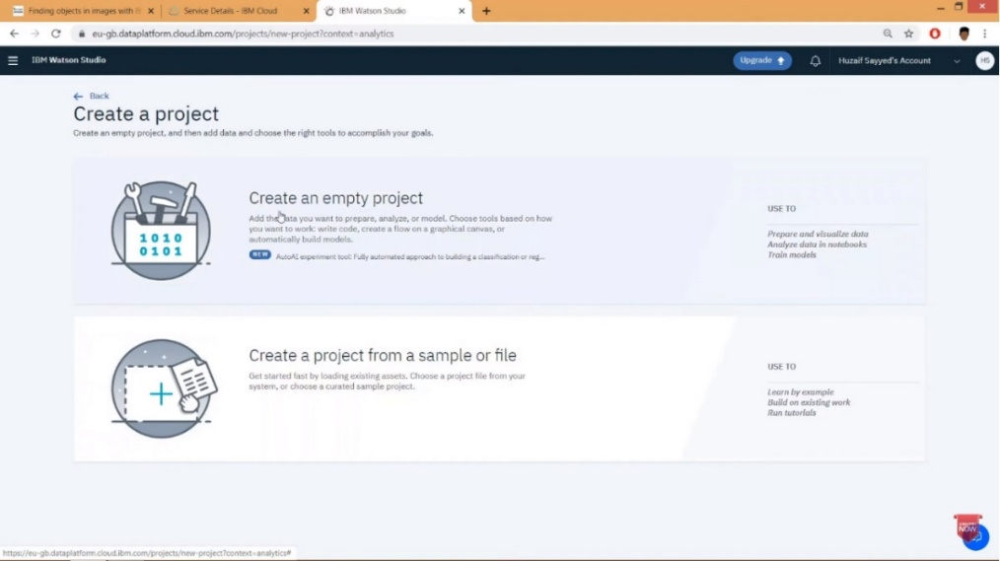 Finding objects in images with
Service Details - IBM Cloud
IBM Watson Studio
eu-gb.dataplatform.cloud.ibm.com/projects/new-project?context=analytics
IBM Watson Studio
Upgrade
Huzaif Sayyed's Account
HS
Back
Create a project
Create an empty project, and then add data and choose the right tools to accomplish your goals.
1010
0101
Create an empty project
Add the data you want to prepare, analyze, or model. Choose tools based on how
you want to work: write code, create a flow on a graphical canvas, or
automatically build models.
NEW AutoAI experiment tool: Fully automated approach to building a classification or reg...
USE TO
Prepare and visualize data
Analyze data in notebooks
Train models
Create a project from a sample or file
Get started fast by loading existing assets. Choose a project file from your
system, or choose a curated sample project.
USE TO
Learn by example
Build on existing work
Run tutorials
NOW
https://eu-gb.dataplatform.cloud.ibm.com/projects/new-project?context=analytics#